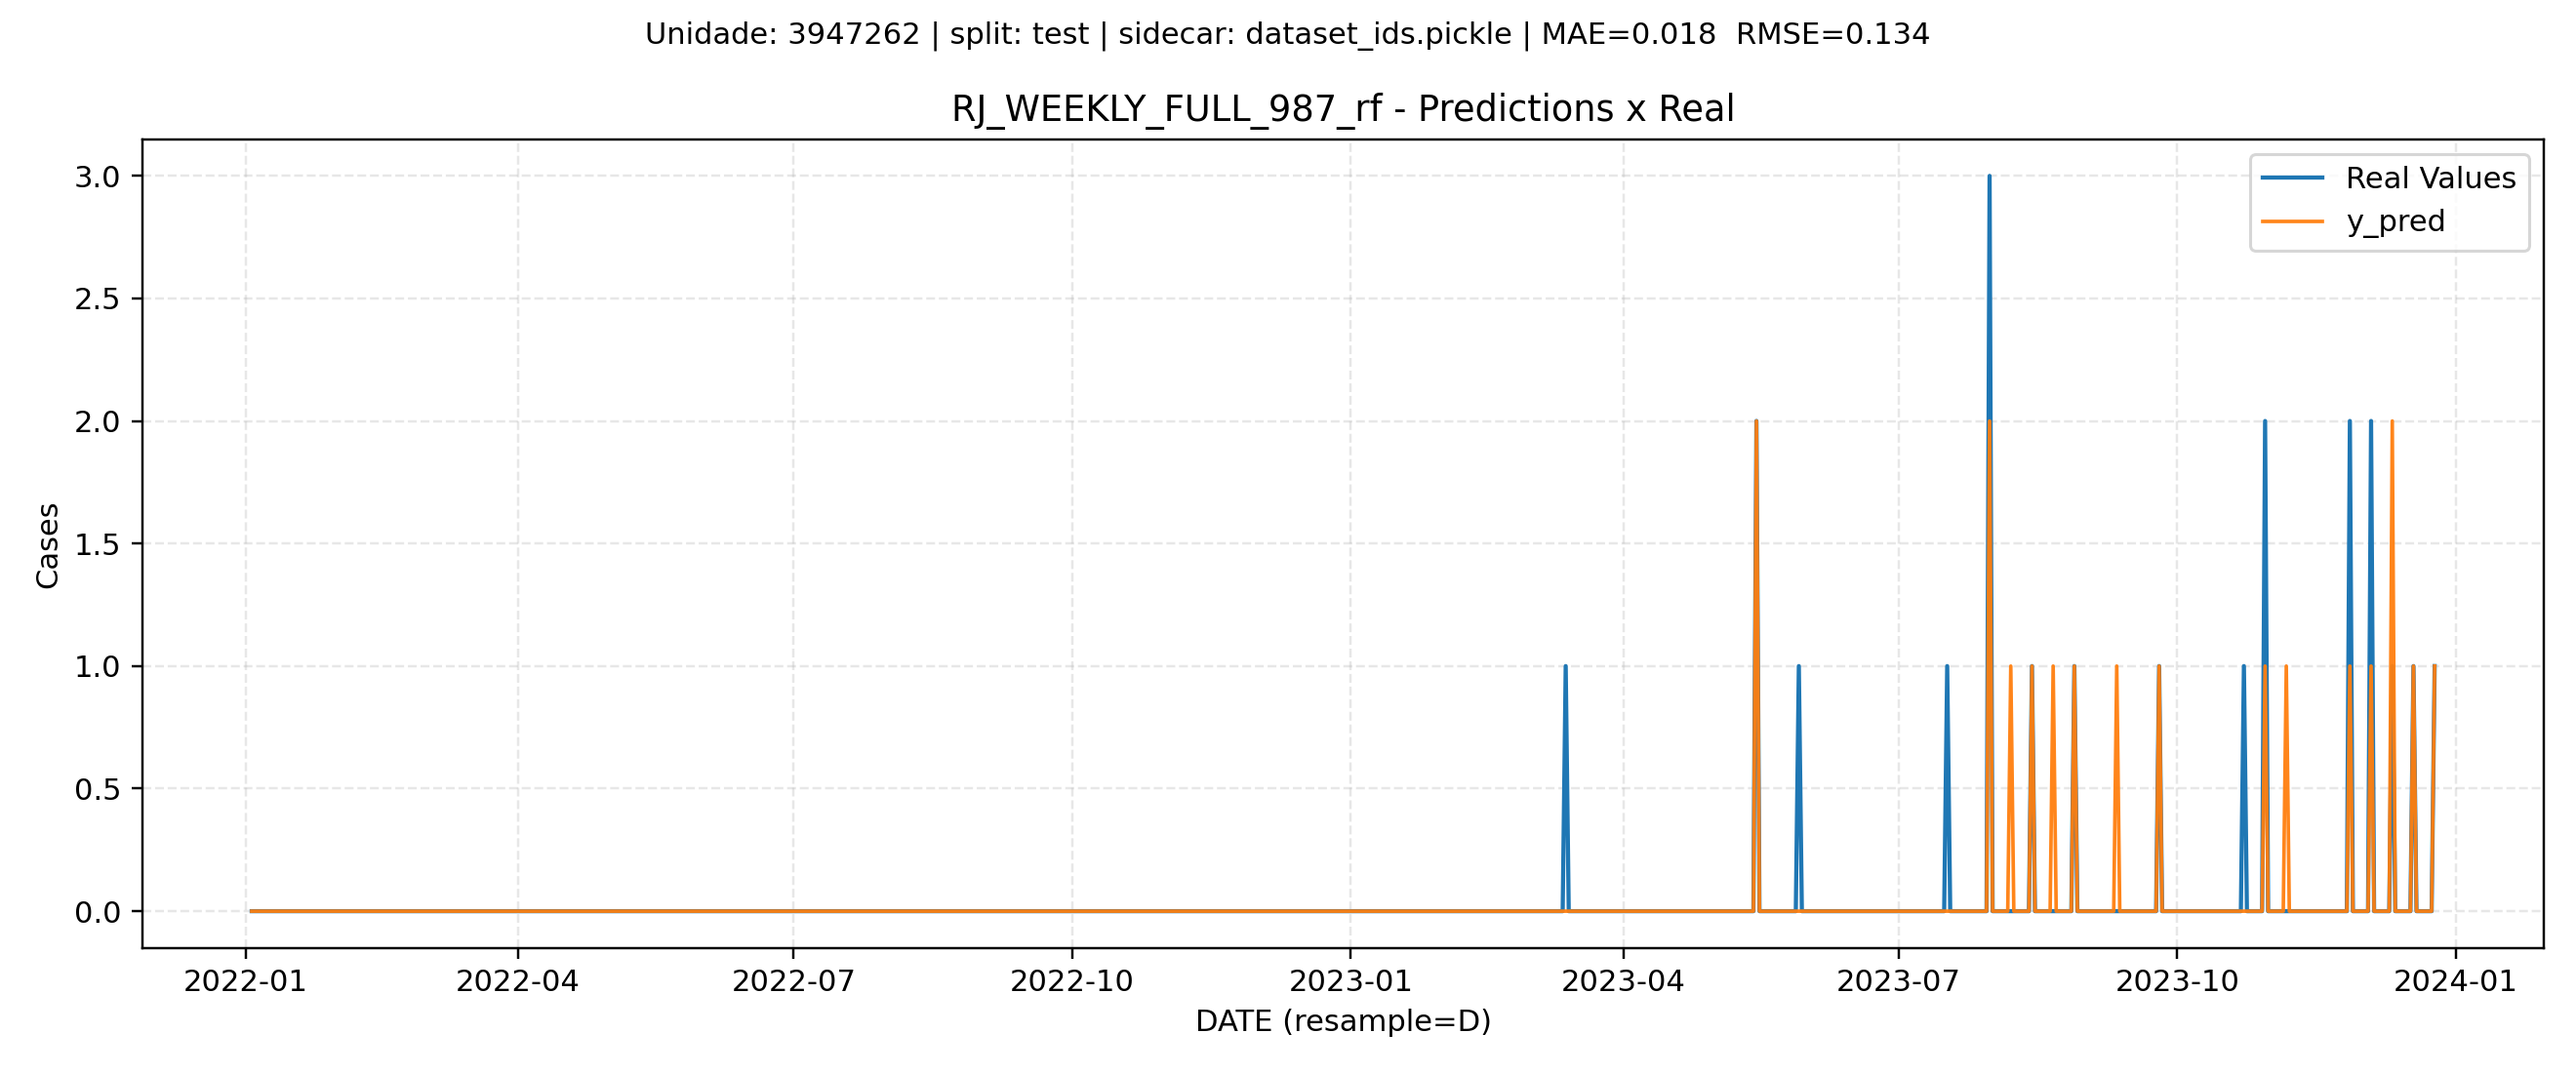 Unidade: 3947262 | split: test | sidecar: dataset_ids.pickle | MAE=0.018  RMSE=0.134
RJ_WEEKLY_FULL_987_rf - Predictions x Real
3.0
2.5
2.0
1.5
1.0
0.5
0.0
Cases
Real Values
y_pred
2022-01
2022-04
2022-07
2022-10
2023-01
2023-04
2023-07
2023-10
2024-01
DATE (resample=D)